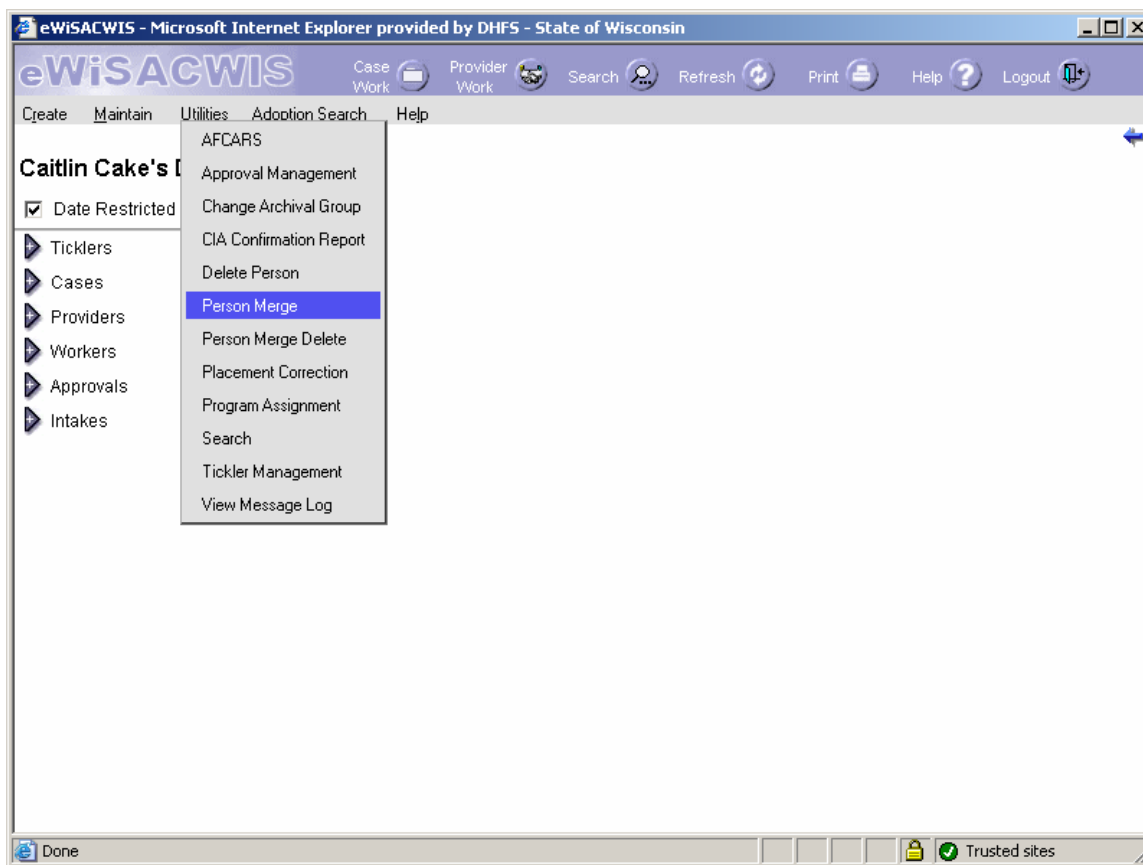 eWiSACWIS - Microsoft Internet Explorer provided by DHFS - State of Wisconsin
eWiSACWIS
Case Work
Provider Work
Search
Refresh
Print
Help
Logout
Create Maintain Utilities Adoption Search Help
Caitlin Cake's
Date Restricted
Ticklers
Cases
Providers
Workers
Approvals
Intakes
AFCARS
Approval Management
Change Archival Group
CIA Confirmation Report
Delete Person
Person Merge
Person Merge Delete
Placement Correction
Program Assignment
Search
Tickler Management
View Message Log
Done
Trusted sites